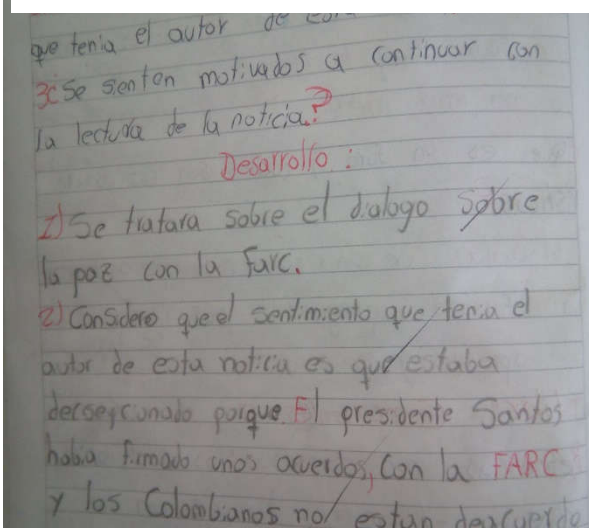 que tenia el autor de
3¿Se sienten motivados a continuar con
la lectura de la noticia?
Desarrollo:
1) Se tratara sobre el dialogo sobre
la paz con la Farc.
2) Considero que el sentimiento que tenia el
autor de esta noticia es que estaba
decsepcionado porque El presidente Santos
habia firmado unos acuerdos, con la FARC
y los Colombianos no estan descuerdo